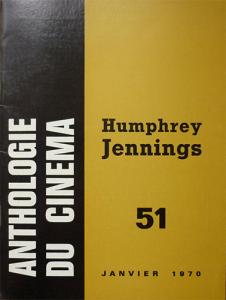 ANTHOLOGIE
DU CINEMA
Humphrey
Jennings
51
JANVIER 1970